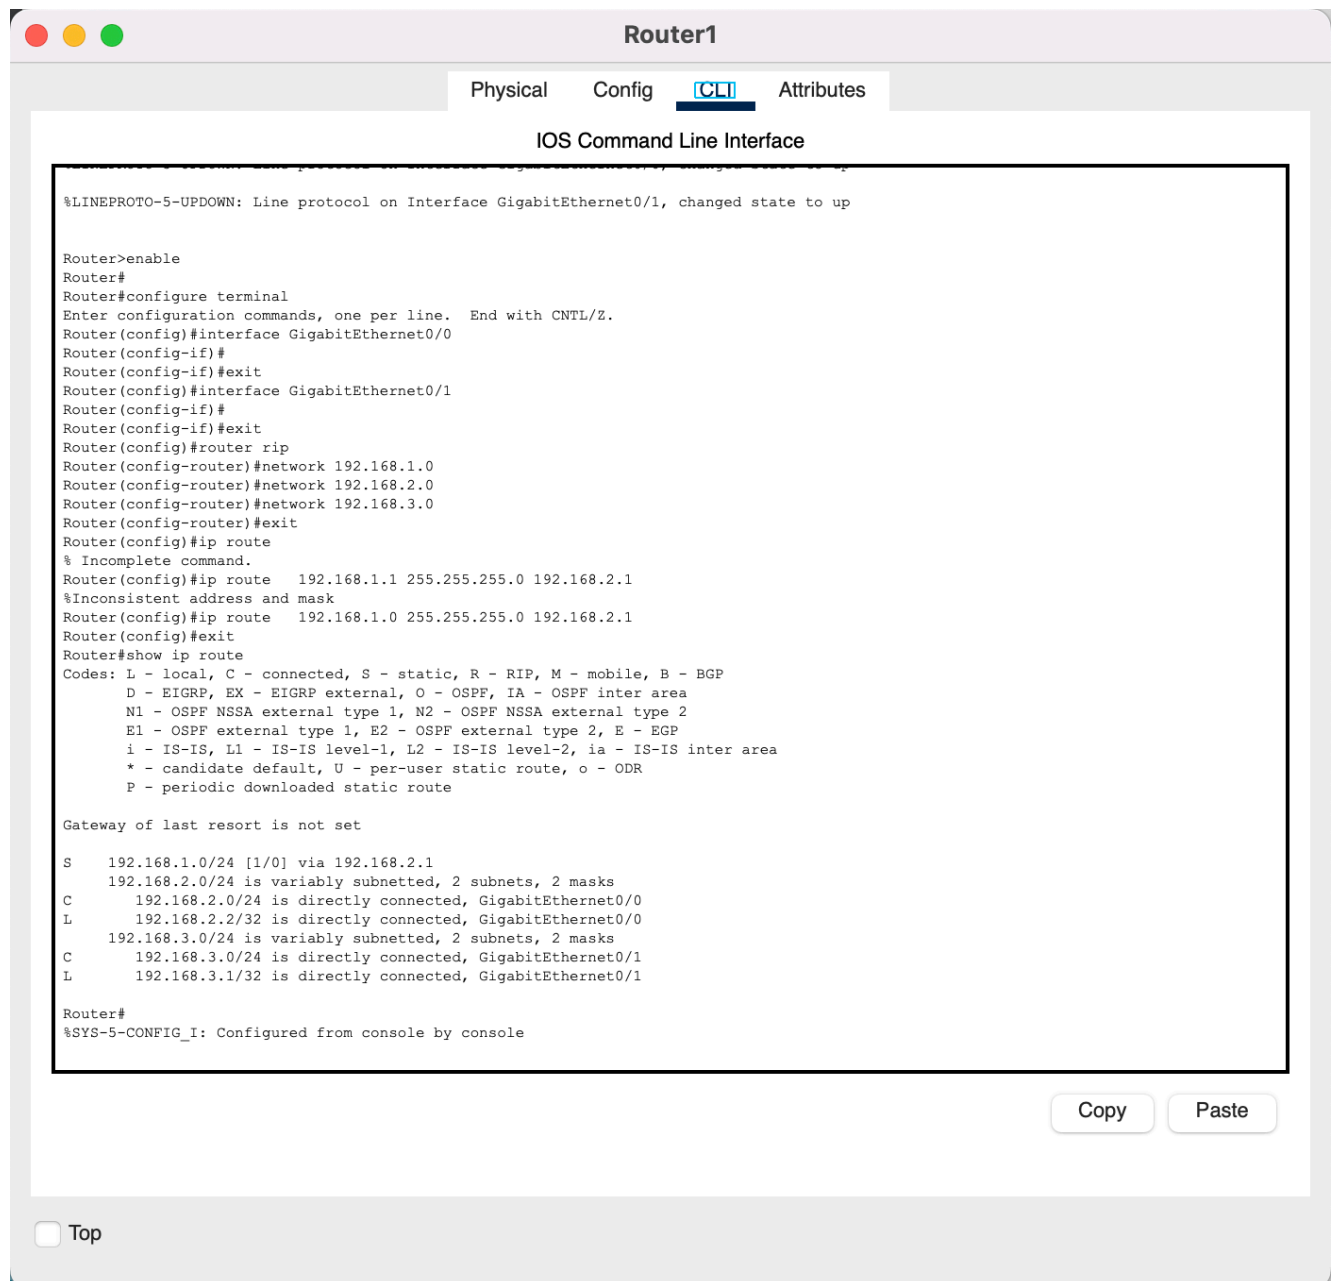 Router1
Physical Config CLI Attributes
IOS Command Line Interface
%LINEPROTO-5-UPDOWN: Line protocol on Interface GigabitEthernet0/1, changed state to up
Router>enable
Router#
Router#configure terminal
Enter configuration commands, one per line.  End with CNTL/Z.
Router(config)#interface GigabitEthernet0/0
Router(config-if)#
Router(config-if)#exit
Router(config)#interface GigabitEthernet0/1
Router(config-if)#
Router(config-if)#exit
Router(config)#router rip
Router(config-router)#network 192.168.1.0
Router(config-router)#network 192.168.2.0
Router(config-router)#network 192.168.3.0
Router(config-router)#exit
Router(config)#ip route
% Incomplete command.
Router(config)#ip route   192.168.1.1 255.255.255.0 192.168.2.1
%Inconsistent address and mask
Router(config)#ip route   192.168.1.0 255.255.255.0 192.168.2.1
Router(config)#exit
Router#show ip route
Codes: L - local, C - connected, S - static, R - RIP, M - mobile, B - BGP
       D - EIGRP, EX - EIGRP external, O - OSPF, IA - OSPF inter area
       N1 - OSPF NSSA external type 1, N2 - OSPF NSSA external type 2
       E1 - OSPF external type 1, E2 - OSPF external type 2, E - EGP
       i - IS-IS, L1 - IS-IS level-1, L2 - IS-IS level-2, ia - IS-IS inter area
       * - candidate default, U - per-user static route, o - ODR
       P - periodic downloaded static route
Gateway of last resort is not set
S    192.168.1.0/24 [1/0] via 192.168.2.1
     192.168.2.0/24 is variably subnetted, 2 subnets, 2 masks
C       192.168.2.0/24 is directly connected, GigabitEthernet0/0
L       192.168.2.2/32 is directly connected, GigabitEthernet0/0
     192.168.3.0/24 is variably subnetted, 2 subnets, 2 masks
C       192.168.3.0/24 is directly connected, GigabitEthernet0/1
L       192.168.3.1/32 is directly connected, GigabitEthernet0/1
Router#
%SYS-5-CONFIG_I: Configured from console by console
Copy Paste
Top